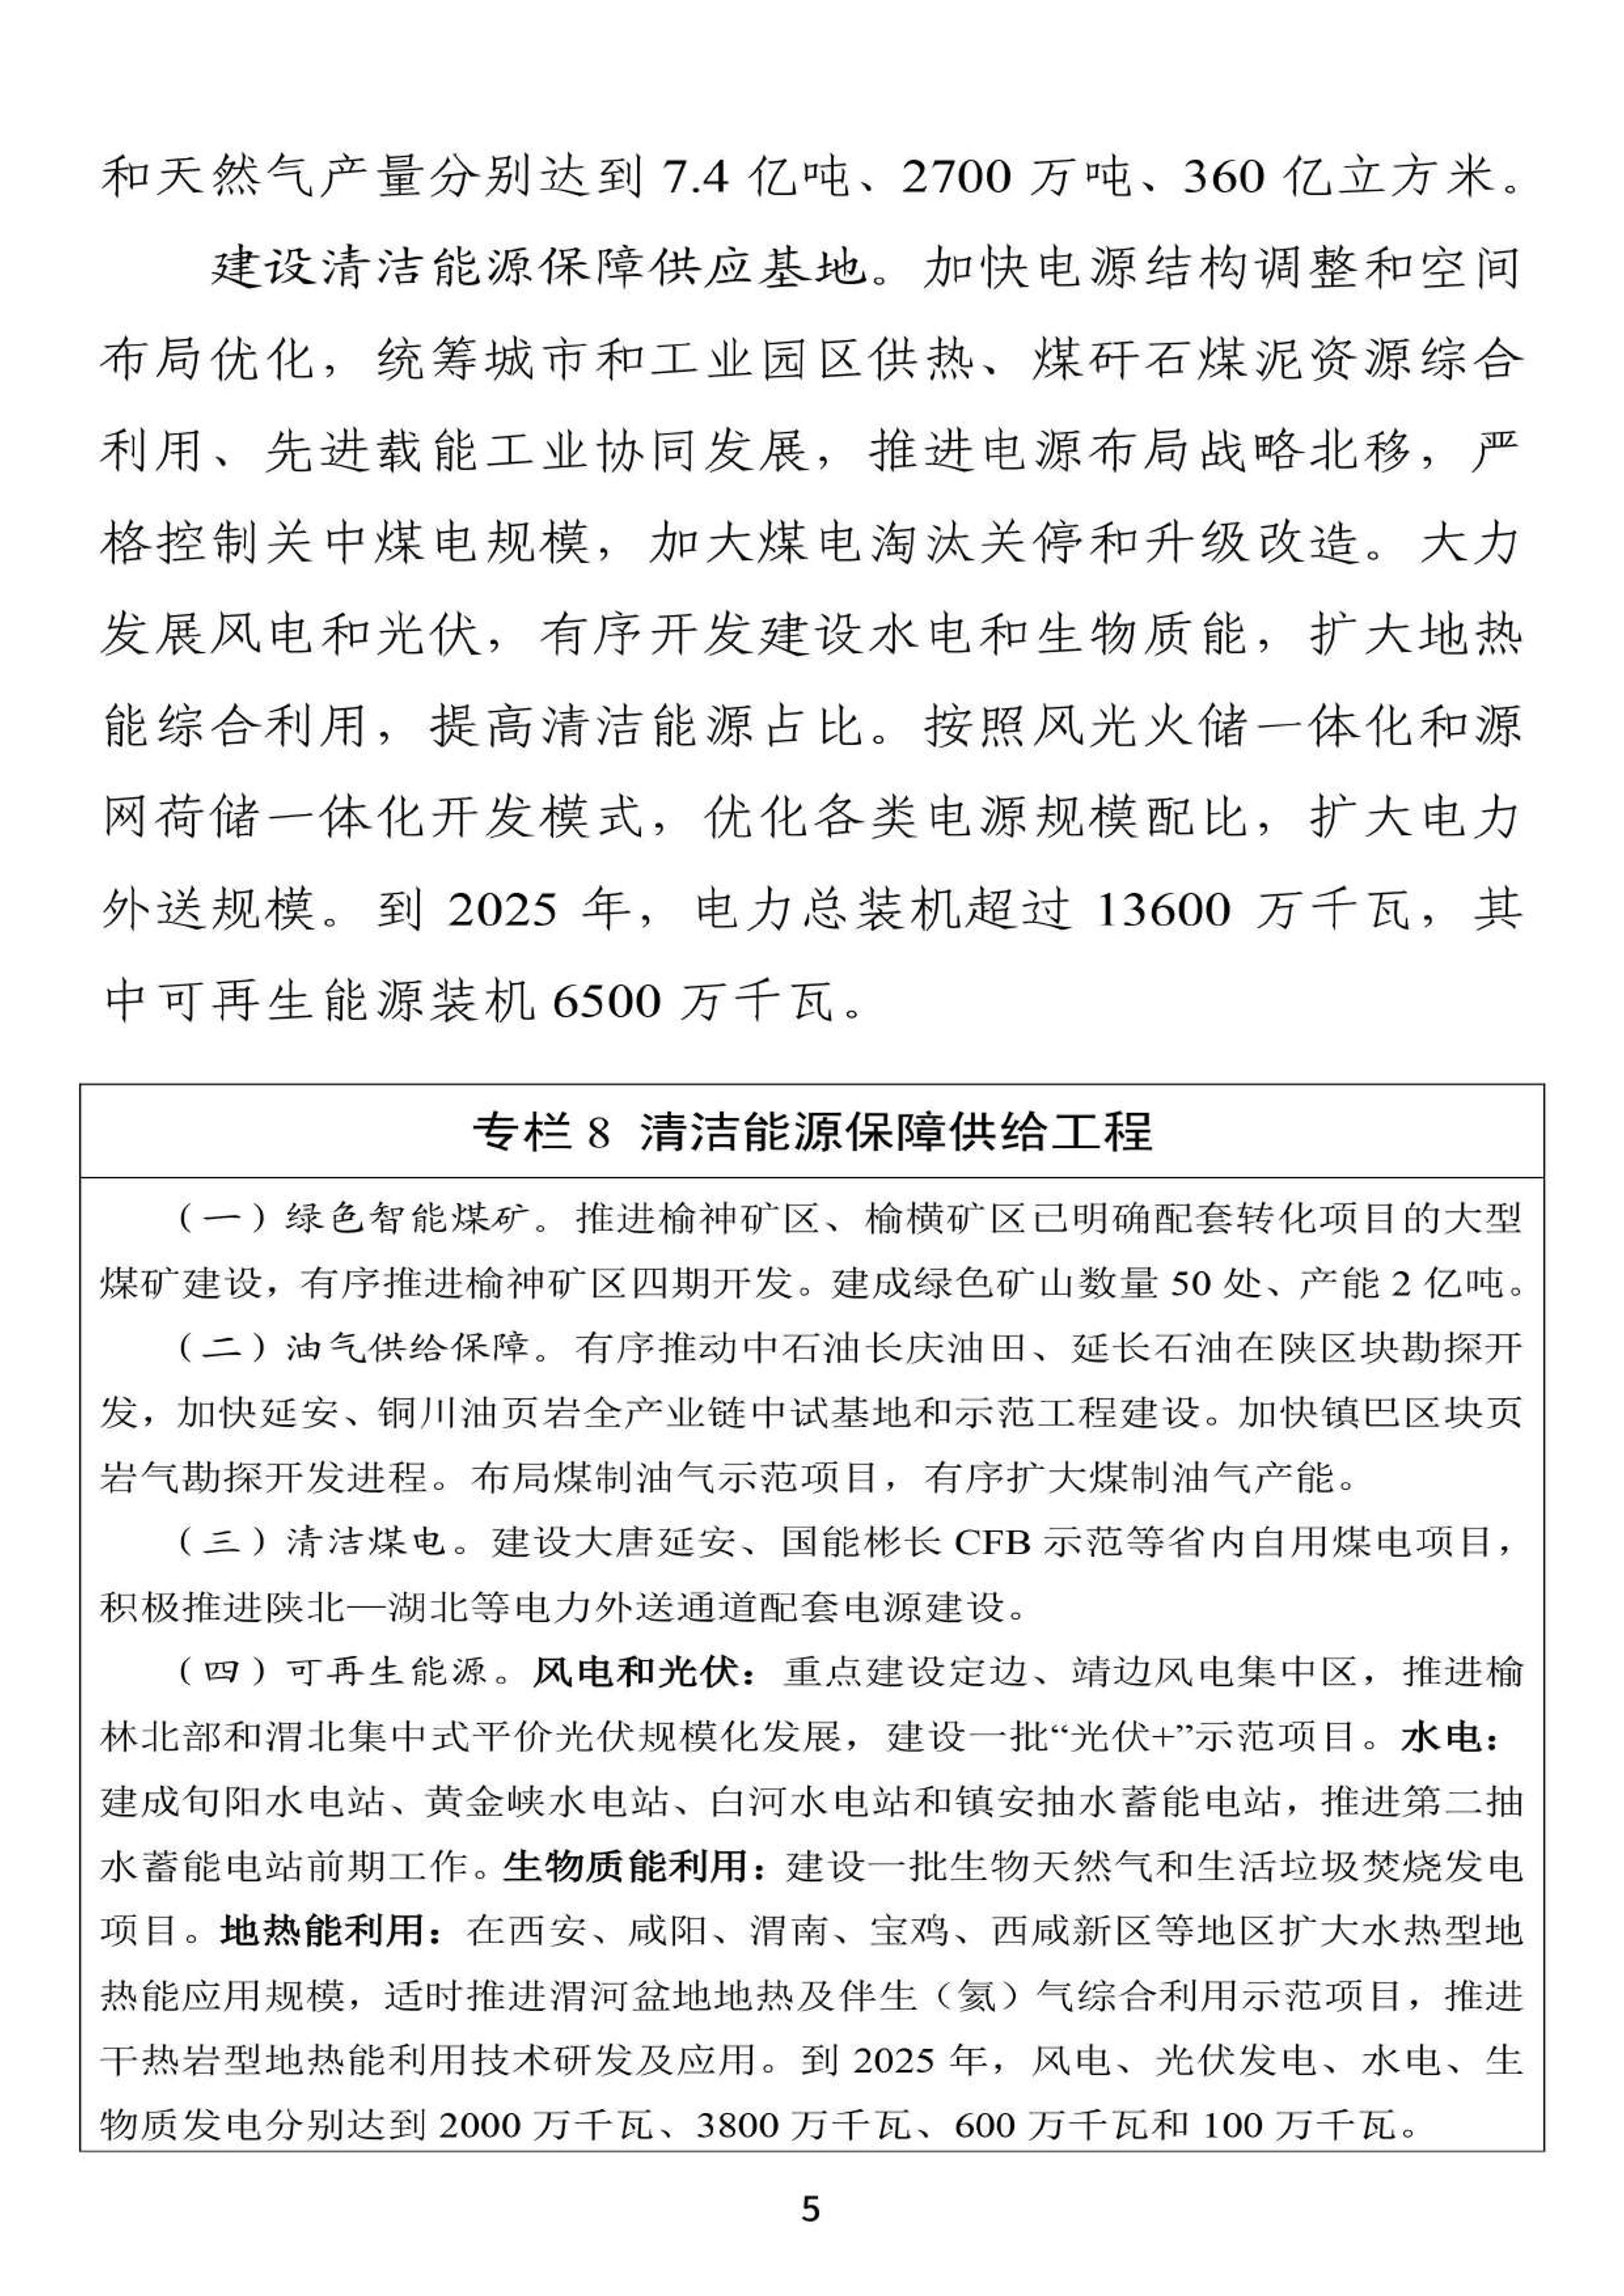 和天然气产量分别达到 7.4 亿吨、2700 万吨、360 亿立方米。
建设清洁能源保障供应基地。加快电源结构调整和空间
布局优化，统筹城市和工业园区供热、煤矸石煤泥资源综合
利用、先进载能工业协同发展，推进电源布局战略北移，严
格控制关中煤电规模，加大煤电淘汰关停和升级改造。大力
发展风电和光伏，有序开发建设水电和生物质能，扩大地热
能综合利用，提高清洁能源占比。按照风光火储一体化和源
网荷储一体化开发模式，优化各类电源规模配比，扩大电力
外送规模。到 2025 年，电力总装机超过 13600 万千瓦，其
中可再生能源装机 6500 万千瓦。
专栏 8 清洁能源保障供给工程
（一）绿色智能煤矿。推进榆神矿区、榆横矿区已明确配套转化项目的大型
煤矿建设，有序推进榆神矿区四期开发。建成绿色矿山数量 50 处、产能 2 亿吨。
（二）油气供给保障。有序推动中石油长庆油田、延长石油在陕区块勘探开
发，加快延安、铜川油页岩全产业链中试基地和示范工程建设。加快镇巴区块页
岩气勘探开发进程。布局煤制油气示范项目，有序扩大煤制油气产能。
（三）清洁煤电。建设大唐延安、国能彬长 CFB 示范等省内自用煤电项目，
积极推进陕北—湖北等电力外送通道配套电源建设。
（四）可再生能源。风电和光伏：重点建设定边、靖边风电集中区，推进榆
林北部和渭北集中式平价光伏规模化发展，建设一批“光伏+”示范项目。水电：
建成旬阳水电站、黄金峡水电站、白河水电站和镇安抽水蓄能电站，推进第二抽
水蓄能电站前期工作。生物质能利用：建设一批生物天然气和生活垃圾焚烧发电
项目。地热能利用：在西安、咸阳、渭南、宝鸡、西咸新区等地区扩大水热型地
热能应用规模，适时推进渭河盆地地热及伴生（氦）气综合利用示范项目，推进
干热岩型地热能利用技术研发及应用。到 2025 年，风电、光伏发电、水电、生
物质发电分别达到 2000 万千瓦、3800 万千瓦、600 万千瓦和 100 万千瓦。
5